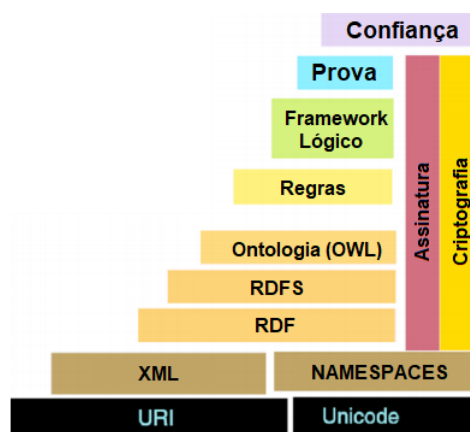 Confiança
Prova
Framework
Lógico
Regras
Ontologia (OWL)
RDFS
RDF
Assinatura
Criptografia
XML
NAMESPACES
URI
Unicode